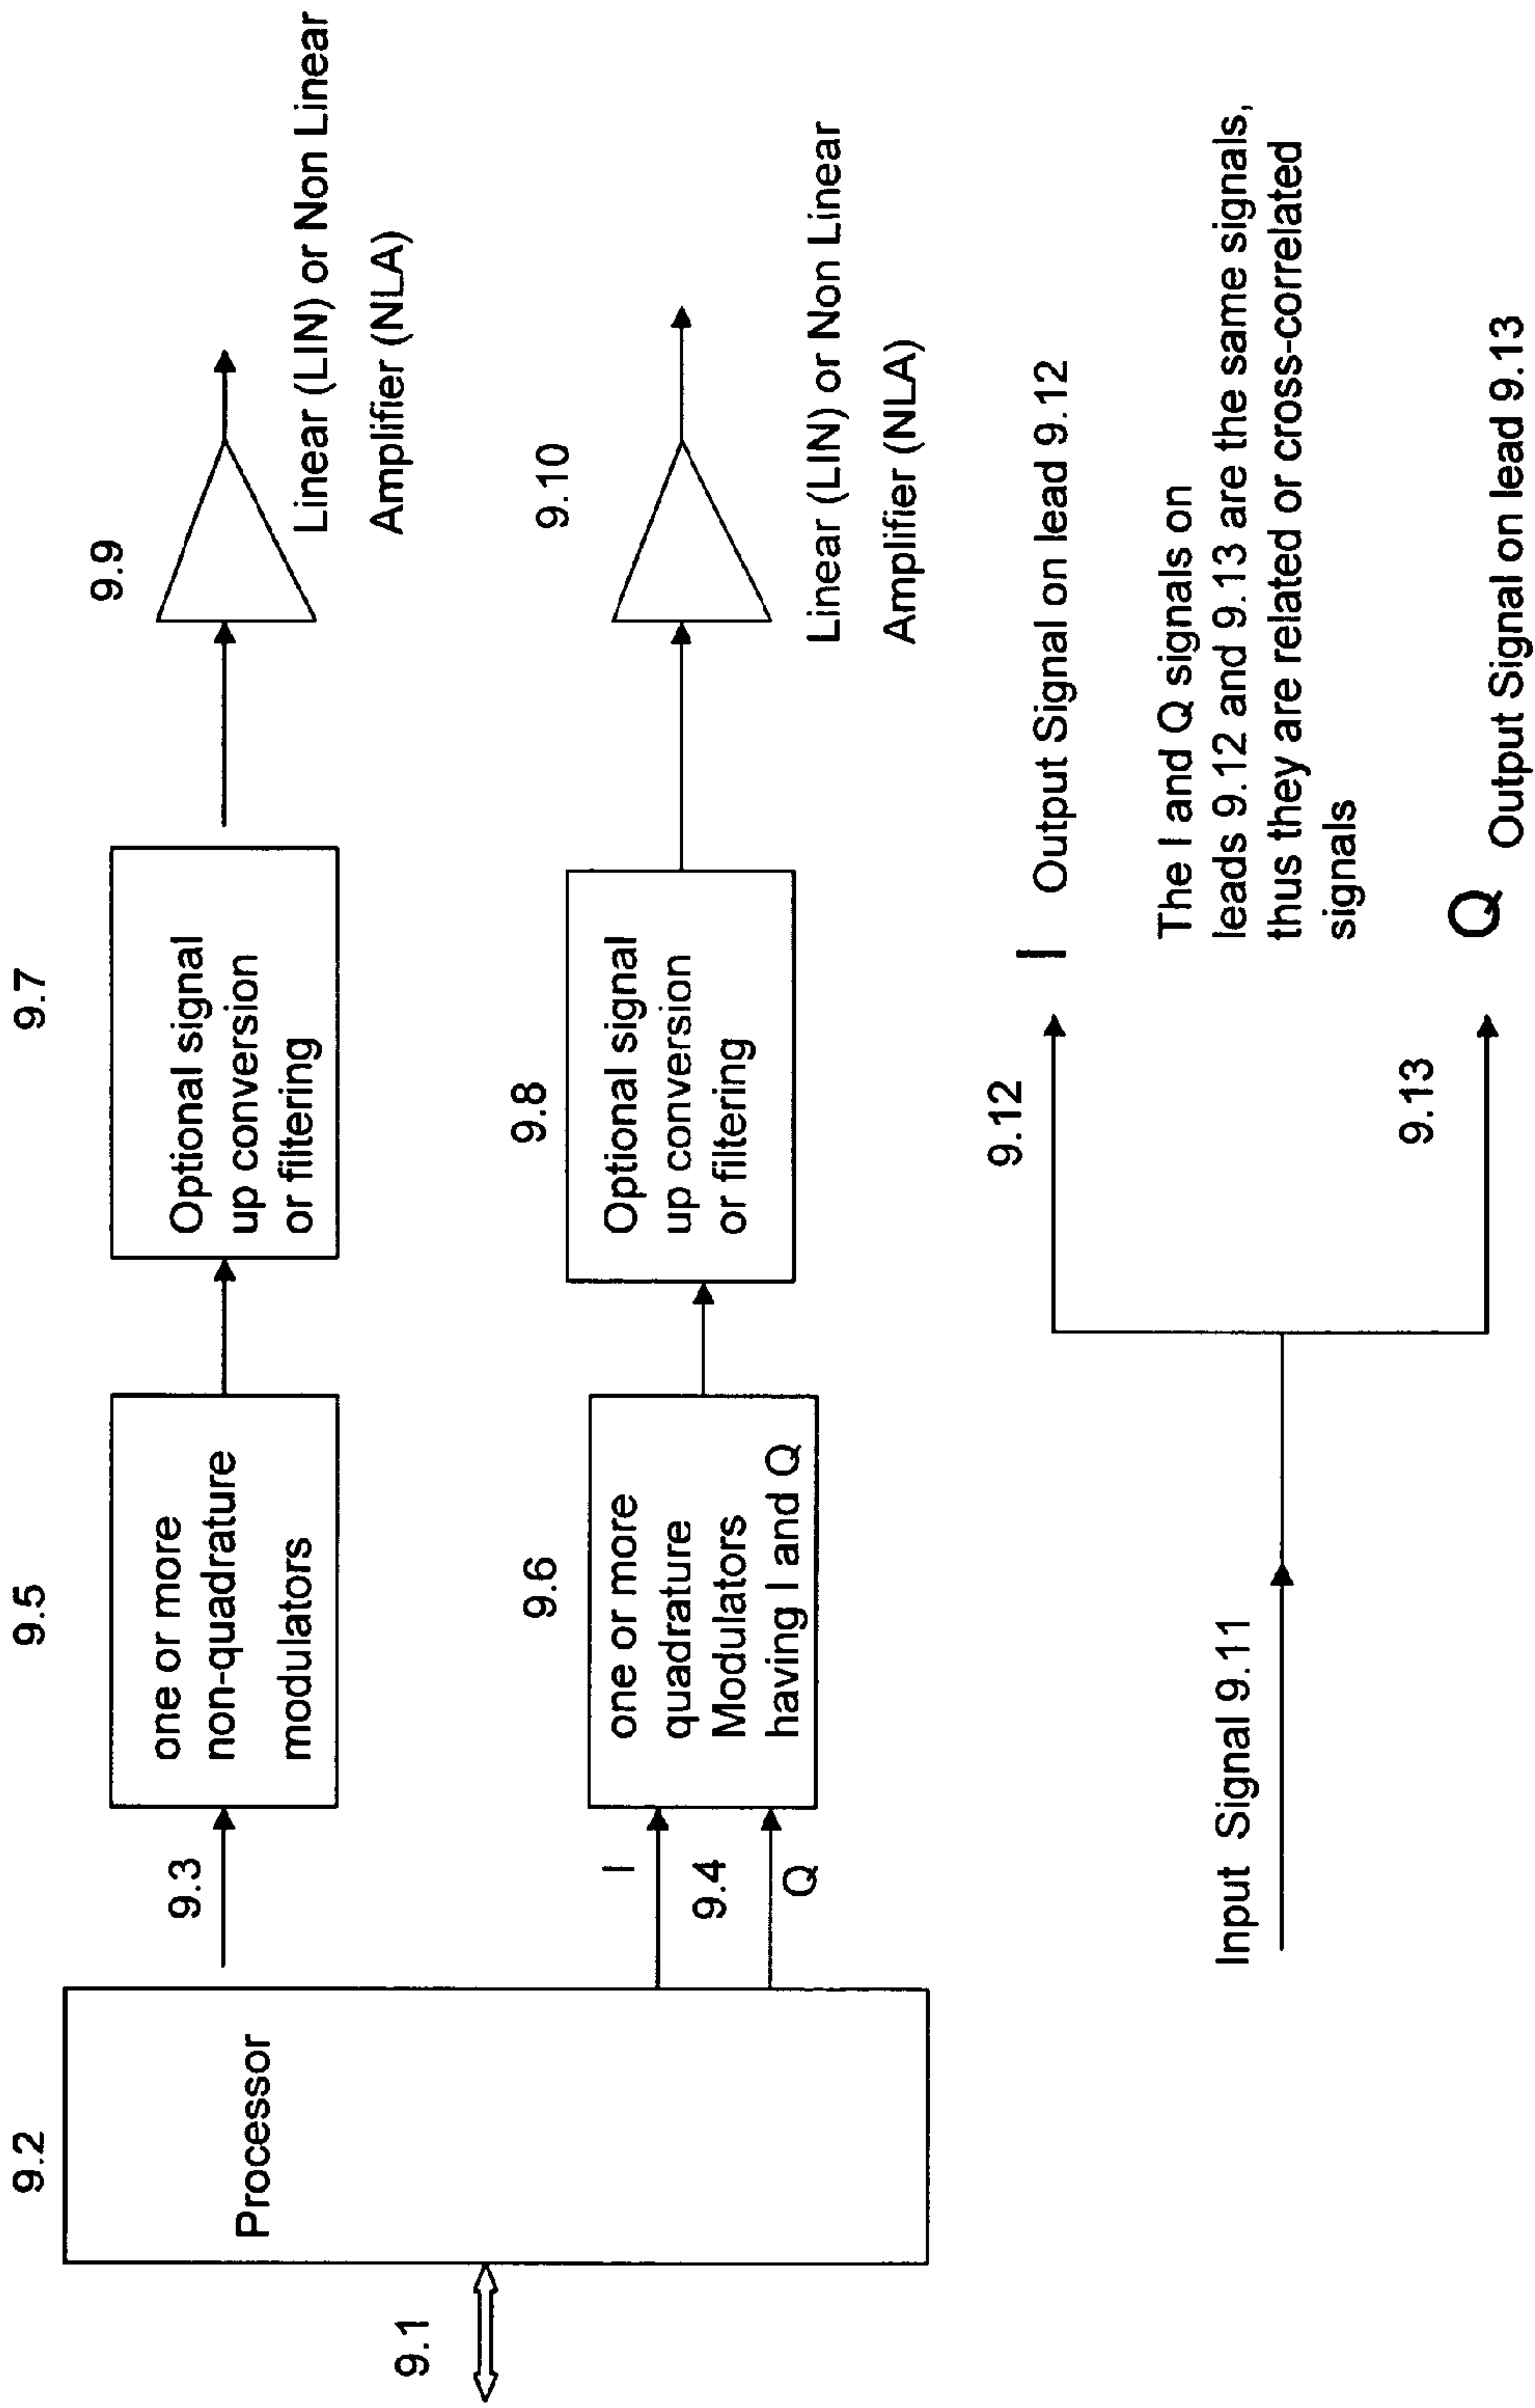 9.1
9.2
Processor
9.3
I
9.4
Q
9.5
one or more
non-quadrature
modulators
9.6
one or more
quadrature
Modulators
having I and Q
9.7
Optional signal
up conversion
or filtering
9.8
Optional signal
up conversion
or filtering
9.9
Linear (LIN) or Non Linear
Amplifier (NLA)
9.10
Linear (LIN) or Non Linear
Amplifier (NLA)
Input Signal 9.11
9.12
I Output Signal on lead 9.12
The I and Q signals on
leads 9.12 and 9.13 are the same signals,
thus they are related or cross-correlated
signals
9.13
Q Output Signal on lead 9.13